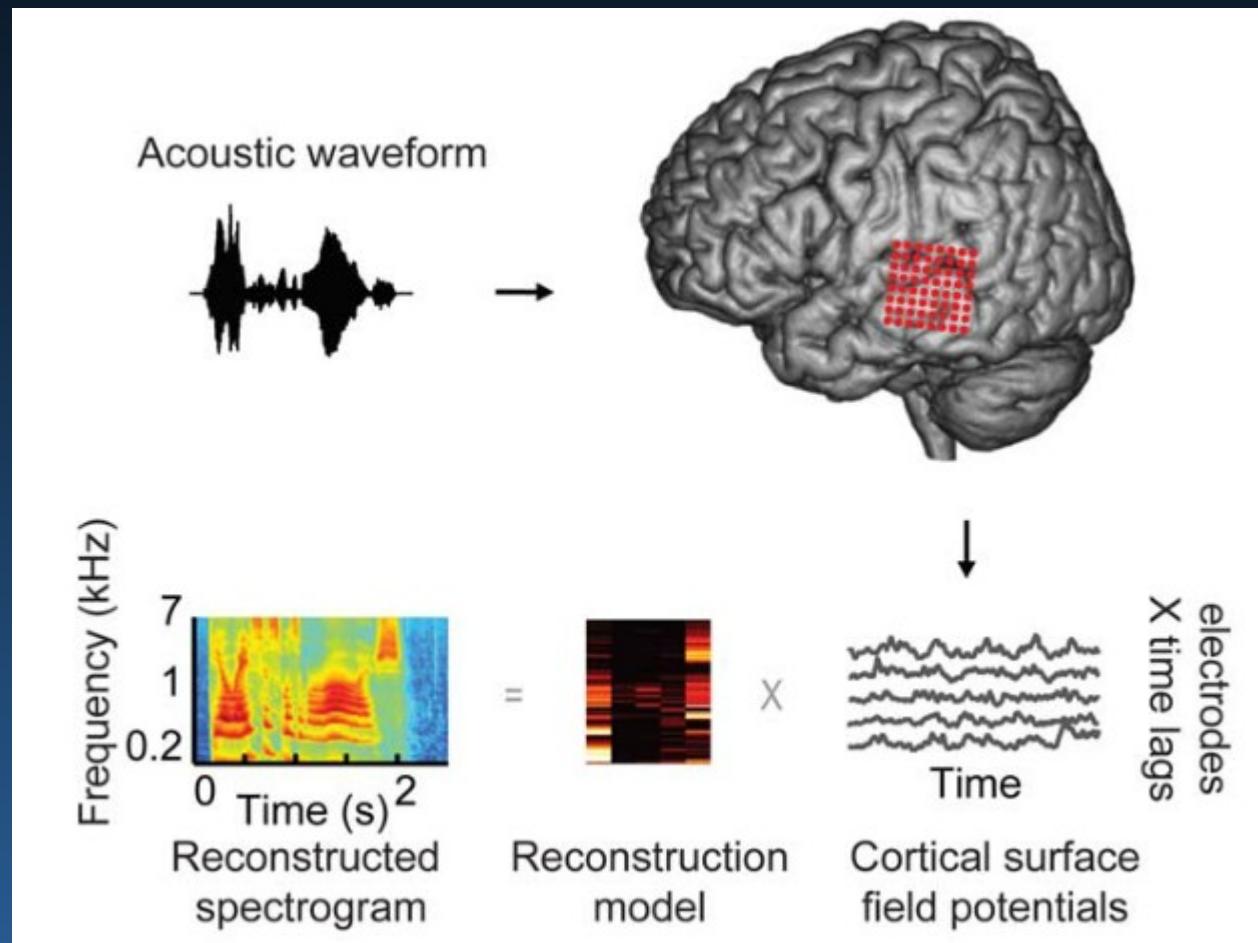 Acoustic waveform
Frequency (kHz)
7
1
0.2
0
2
Time (s)
Reconstructed
spectrogram
=
Reconstruction
model
X
Time
Cortical surface
field potentials
electrodes
X time lags